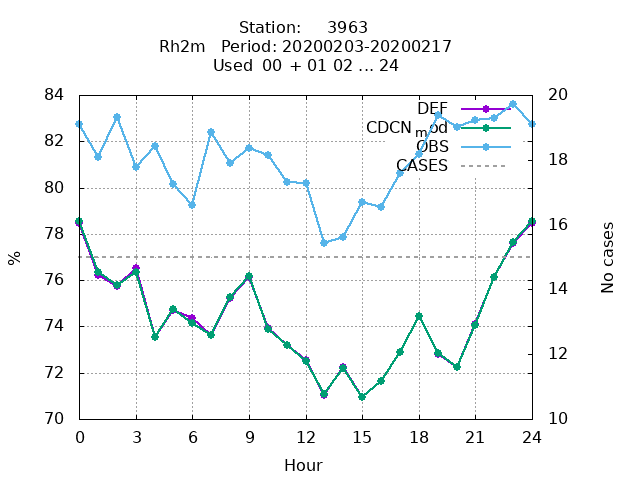 Station: 3963
Rh2m Period: 20200203-20200217
Used 00 + 01 02 ... 24
84
82
80
78
76
74
72
70
%
20
18
16
14
12
10
No cases
DEF
CDCN mod
OBS
CASES
0 3 6 9 12 15 18 21 24
Hour